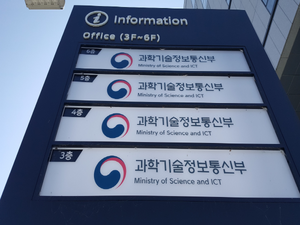 i Information
Office (3F~6F)
6층
과학기술정보통신부
Ministry of Science and ICT
5층
과학기술정보통신부
Ministry of Science and ICT
4층
과학기술정보통신부
Ministry of Science and ICT
3층
과학기술정보통신부
Ministry of Science and ICT